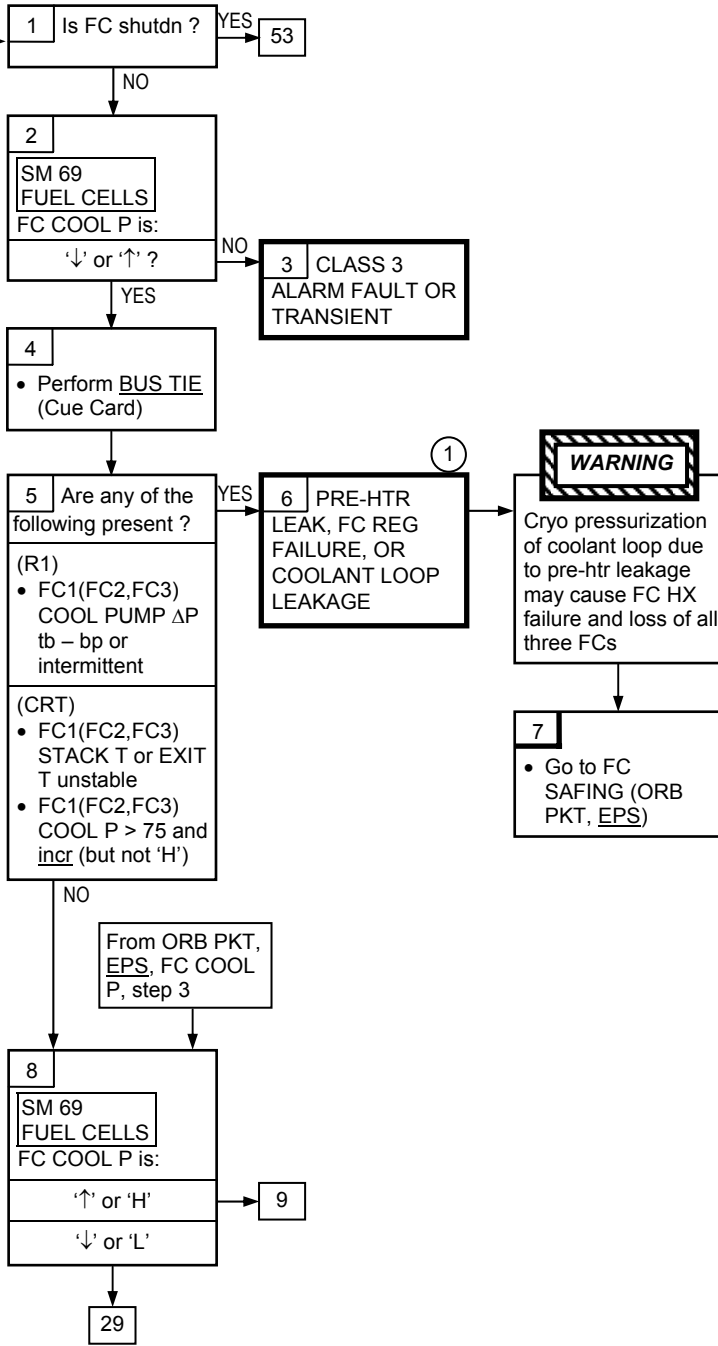 1 Is FC shutdn ?
YES
53
NO
2
SM 69
FUEL CELLS
FC COOL P is:
‘↓’ or ‘↑’ ?
NO
3 CLASS 3
ALARM FAULT OR
TRANSIENT
YES
4
• Perform BUS TIE
(Cue Card)
5 Are any of the
following present ?
(R1)
• FC1(FC2,FC3)
COOL PUMP ΔP
tb – bp or
intermittent
(CRT)
• FC1(FC2,FC3)
STACK T or EXIT
T unstable
• FC1(FC2,FC3)
COOL P > 75 and
incr (but not ‘H’)
YES
1
6 PRE-HTR
LEAK, FC REG
FAILURE, OR
COOLANT LOOP
LEAKAGE
WARNING
Cryo pressurization
of coolant loop due
to pre-htr leakage
may cause FC HX
failure and loss of all
three FCs
7
• Go to FC
SAFING (ORB
PKT, EPS)
NO
From ORB PKT,
EPS, FC COOL
P, step 3
8
SM 69
FUEL CELLS
FC COOL P is:
‘↑’ or ‘H’
9
‘↓’ or ‘L’
29